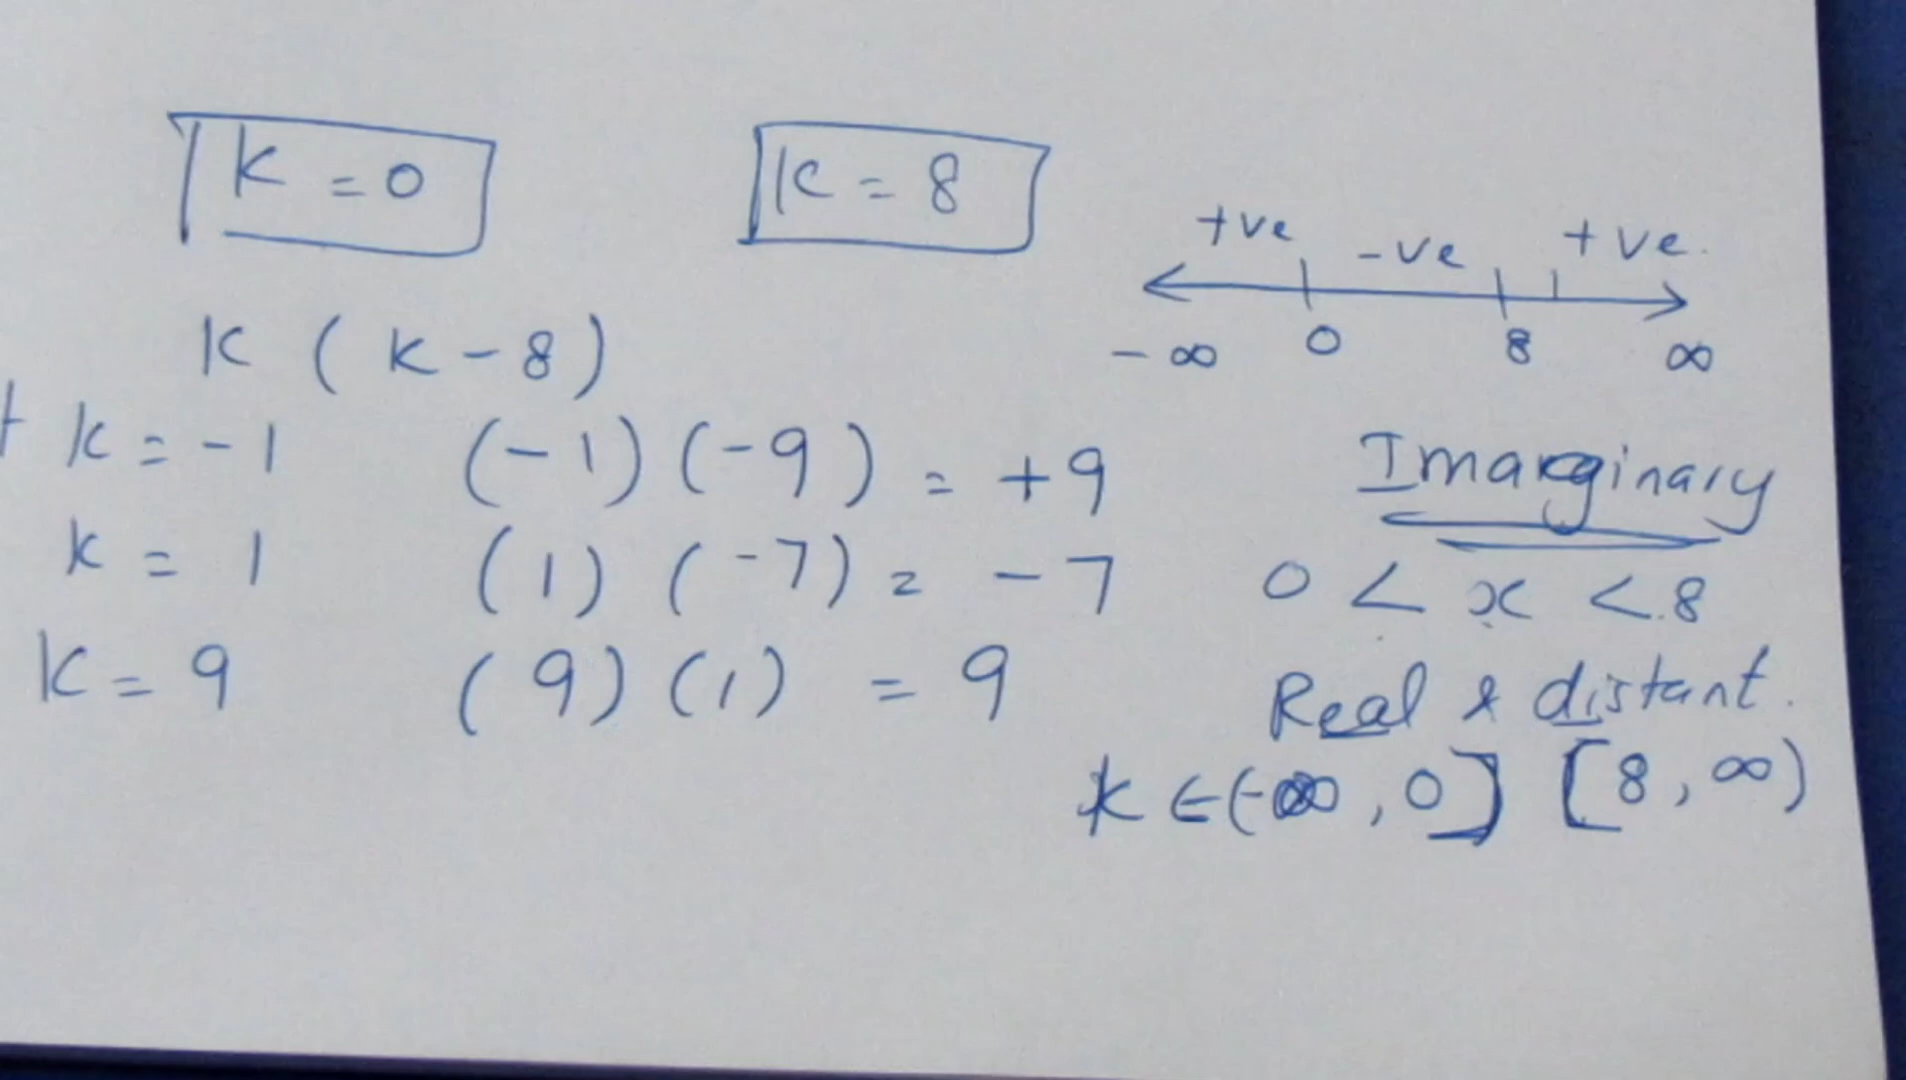 k = 0
k = 8
+ve -ve +ve.
-∞ 0 8 ∞
k ( k - 8 )
k = -1 (-1) (-9) = +9
Imarginary
k = 1 (1) (-7) = -7
0 < x < 8
k = 9 (9) (1) = 9
Real & distant.
k ∈ (-∞, 0] [8, ∞)